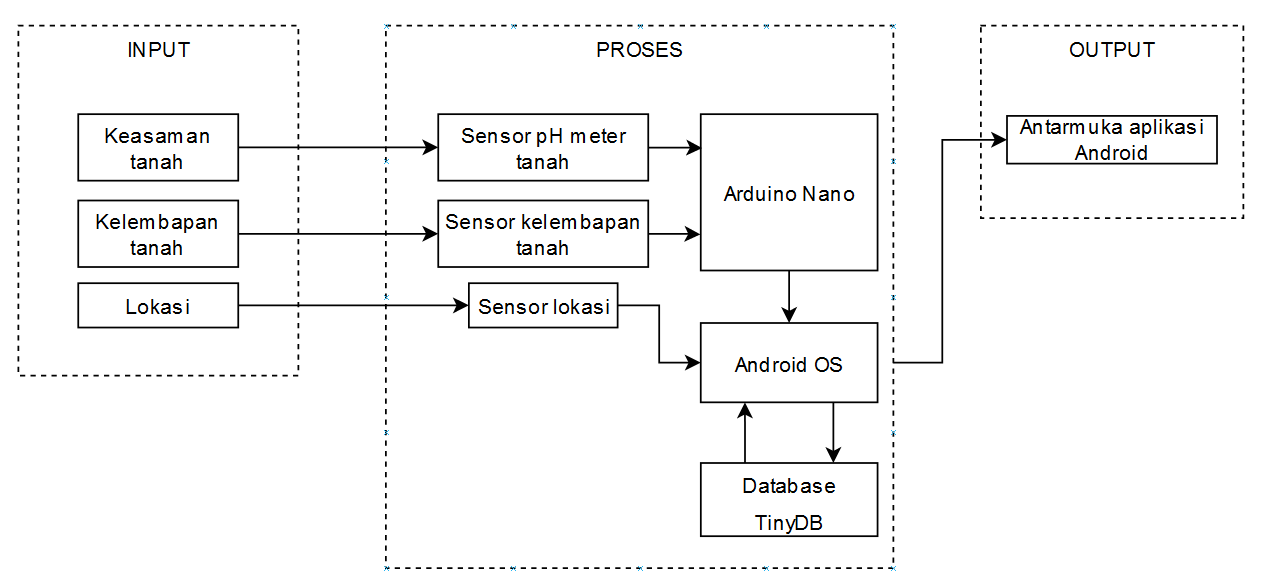 INPUT
Keasaman
tanah
Kelembapan
tanah
Lokasi
PROSES
Sensor pH meter
tanah
Sensor kelembapan
tanah
Sensor lokasi
Arduino Nano
Android OS
Database
TinyDB
OUTPUT
Antarmuka aplikasi
Android